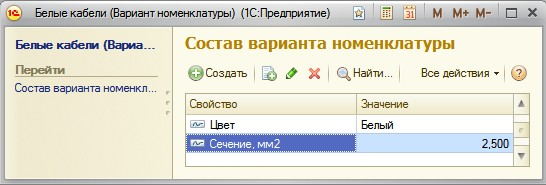 Белые кабели (Вариант номенклатуры) (1С:Предприятие)
M M+ M-
Белые кабели (Вариа...
Перейти
Состав варианта номенкл...
Состав варианта номенклатуры
Создать Найти... Все действия
Свойство Значение
Цвет Белый
Сечение, мм2 2,500